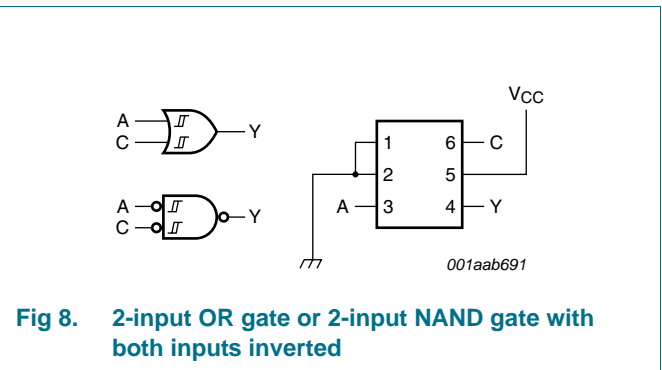 VCC
A
C
Y
A
C
Y
1
2
A
3
6
C
5
4
Y
001aab691
Fig 8. 2-input OR gate or 2-input NAND gate with
both inputs inverted